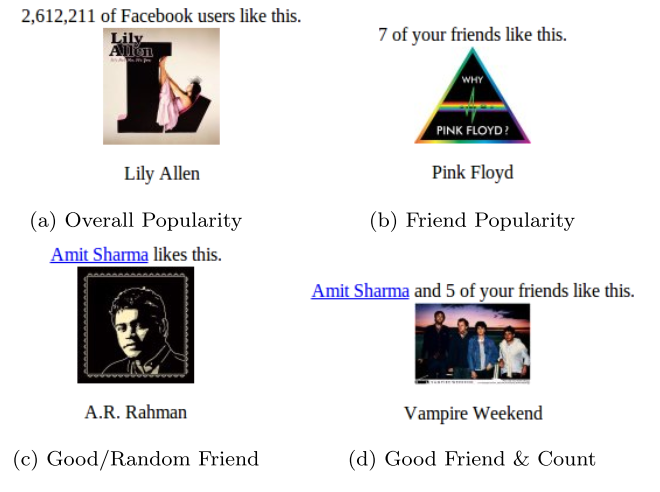 2,612,211 of Facebook users like this.
Lily
Allen
Lily Allen
(a) Overall Popularity
7 of your friends like this.
WHY
PINK FLOYD?
Pink Floyd
(b) Friend Popularity
Amit Sharma likes this.
A.R. Rahman
(c) Good/Random Friend
Amit Sharma and 5 of your friends like this.
VAMPIRE WEEKEND
Vampire Weekend
(d) Good Friend & Count